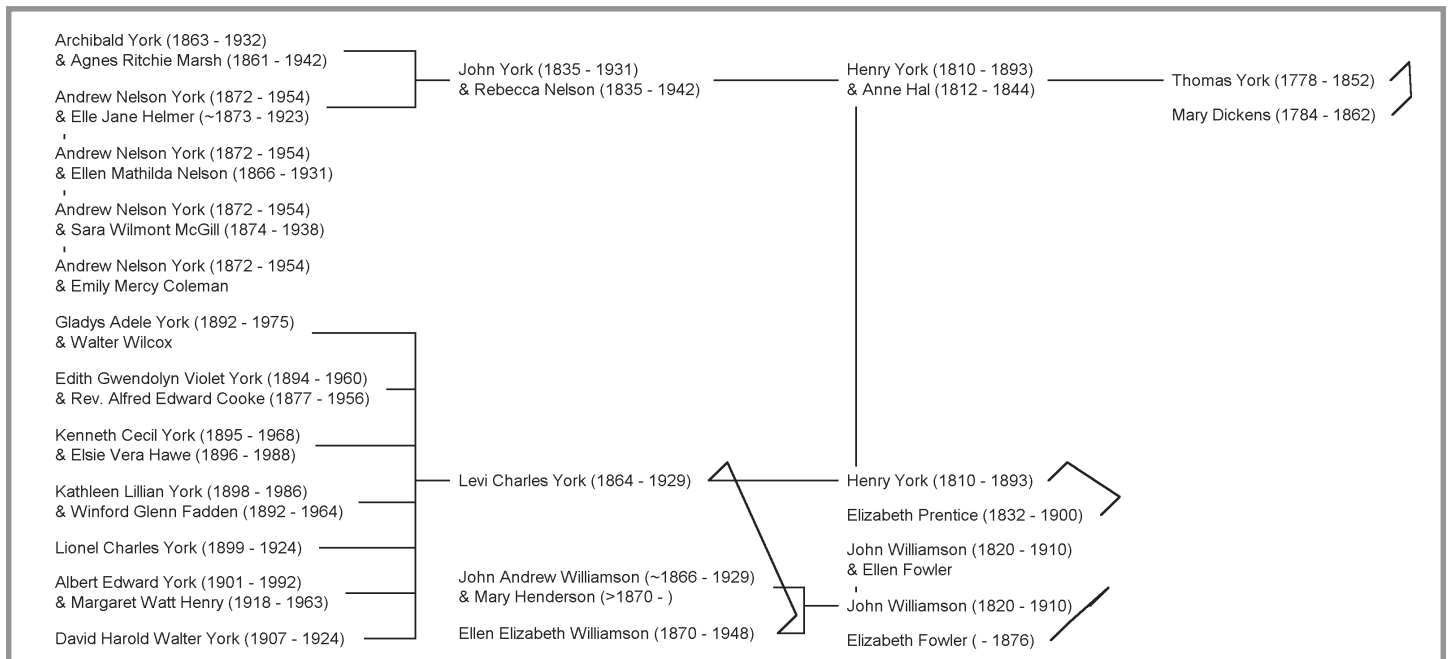 Archibald York (1863 - 1932)
& Agnes Ritchie Marsh (1861 - 1942)
Andrew Nelson York (1872 - 1954)
& Elle Jane Helmer (~1873 - 1923)
Andrew Nelson York (1872 - 1954)
& Ellen Mathilda Nelson (1866 - 1931)
Andrew Nelson York (1872 - 1954)
& Sara Wilmont McGill (1874 - 1938)
Andrew Nelson York (1872 - 1954)
& Emily Mercy Coleman
Gladys Adele York (1892 - 1975)
& Walter Wilcox
Edith Gwendolyn Violet York (1894 - 1960)
& Rev. Alfred Edward Cooke (1877 - 1956)
Kenneth Cecil York (1895 - 1968)
& Elsie Vera Hawe (1896 - 1988)
Kathleen Lillian York (1898 - 1986)
& Winford Glenn Fadden (1892 - 1964)
Lionel Charles York (1899 - 1924)
Albert Edward York (1901 - 1992)
& Margaret Watt Henry (1918 - 1963)
David Harold Walter York (1907 - 1924)
John York (1835 - 1931)
& Rebecca Nelson (1835 - 1942)
Levi Charles York (1864 - 1929)
John Andrew Williamson (~1866 - 1929)
& Mary Henderson (>1870 - )
Ellen Elizabeth Williamson (1870 - 1948)
Henry York (1810 - 1893)
& Anne Hal (1812 - 1844)
Henry York (1810 - 1893)
Elizabeth Prentice (1832 - 1900)
John Williamson (1820 - 1910)
& Ellen Fowler
John Williamson (1820 - 1910)
Elizabeth Fowler ( - 1876)
Thomas York (1778 - 1852)
Mary Dickens (1784 - 1862)